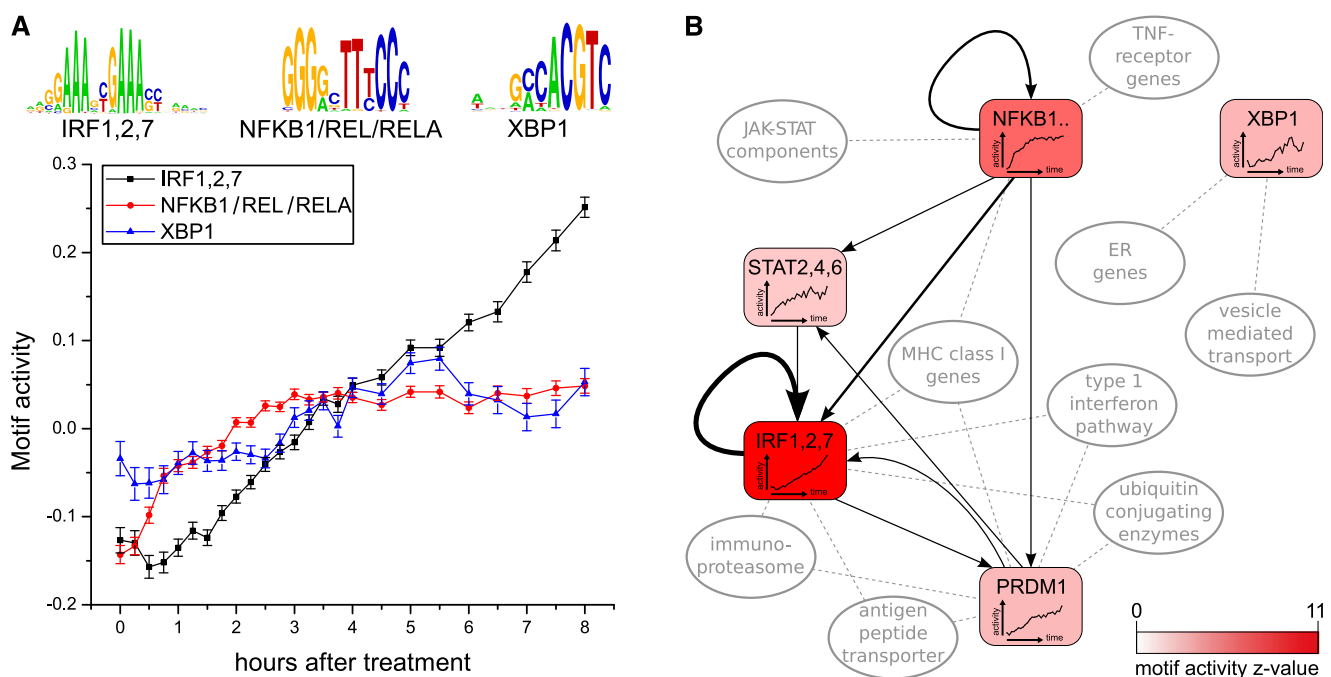 A
IRF1,2,7
NFKB1/REL/RELA
XBP1
0.3
0.2
0.1
0.0
-0.1
-0.2
Motif activity
IRF1,2,7
NFKB1/REL/RELA
XBP1
0
1
2
3
4
5
6
7
8
hours after treatment
B
TNF-
receptor
genes
JAK-STAT
components
NFKB1..
activity
time
XBP1
activity
time
ER
genes
vesicle
mediated
transport
STAT2,4,6
activity
time
MHC class I
genes
type 1
interferon
pathway
IRF1,2,7
activity
time
ubiquitin
conjugating
enzymes
immuno-
proteasome
antigen
peptide
transporter
PRDM1
activity
time
0
11
motif activity z-value